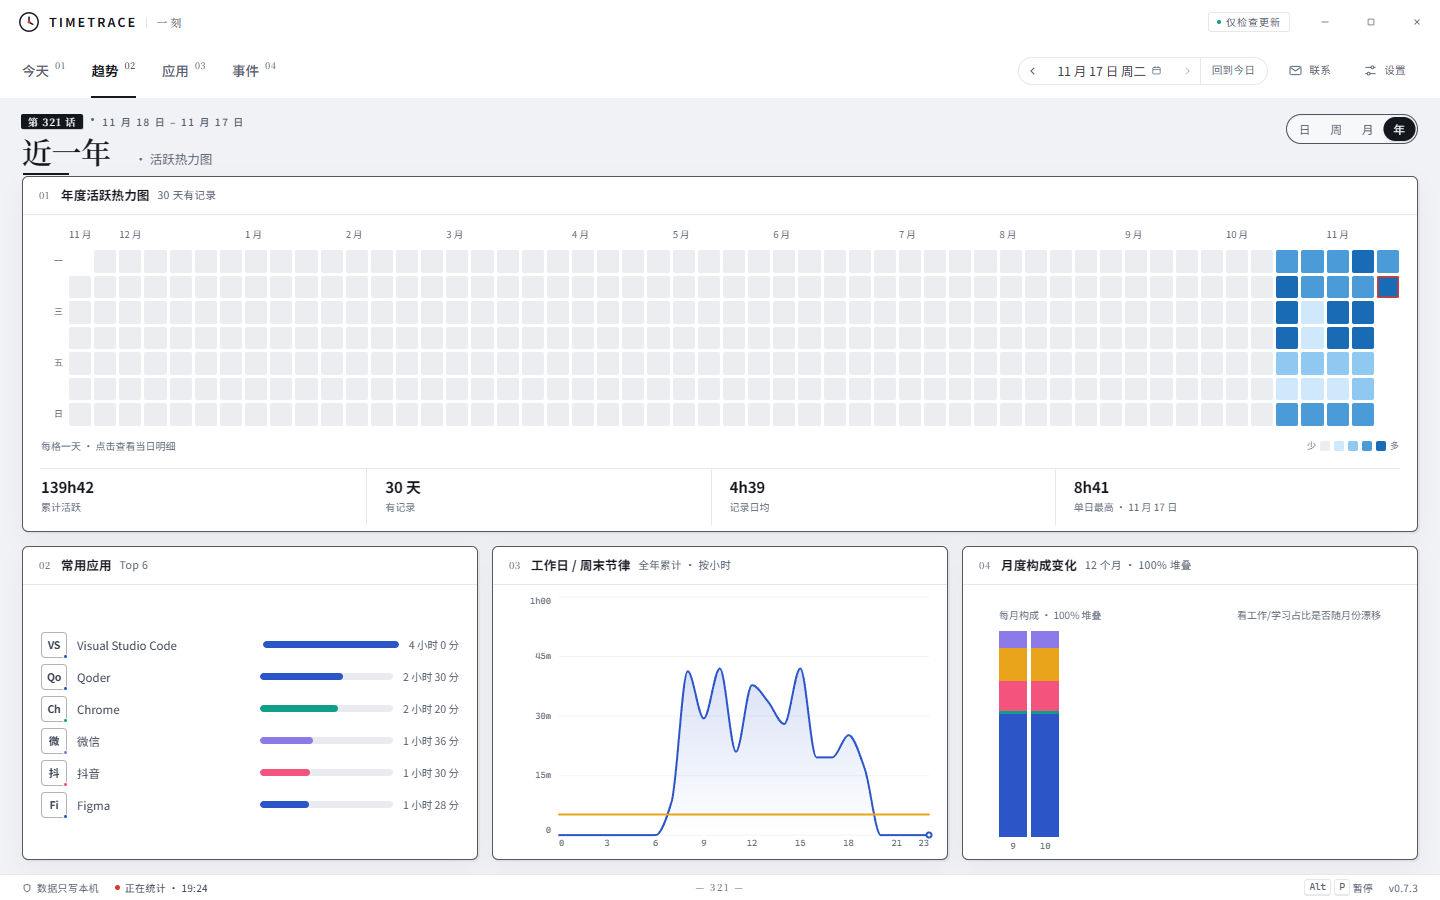 TIMETRACE 一刻
仅检查更新
今天 01 趋势 02 应用 03 事件 04
11 月 17 日 周二 回到今日 联系 设置
第 321 话 • 11 月 18 日 – 11 月 17 日
近一年 • 活跃热力图
日 周 月 年
01 年度活跃热力图 30 天有记录
11 月 12 月 1 月 2 月 3 月 4 月 5 月 6 月 7 月 8 月 9 月 10 月 11 月
一
三
五
日
每格一天 • 点击查看当日明细
少 多
139h42 30 天 4h39 8h41
累计活跃 有记录 记录日均 单日最高 • 11 月 17 日
02 常用应用 Top 6
VS Visual Studio Code 4 小时 0 分
Qo Qoder 2 小时 30 分
Ch Chrome 2 小时 20 分
微 微信 1 小时 36 分
抖 抖音 1 小时 30 分
Fi Figma 1 小时 28 分
03 工作日 / 周末节律 全年累计 • 按小时
1h00
45m
30m
15m
0
0 3 6 9 12 15 18 21 23
04 月度构成变化 12 个月 • 100% 堆叠
每月构成 • 100% 堆叠 看工作/学习占比是否随月份漂移
9 10
数据只写本机 正在统计 • 19:24
— 321 —
Alt P 暂停 v0.7.3